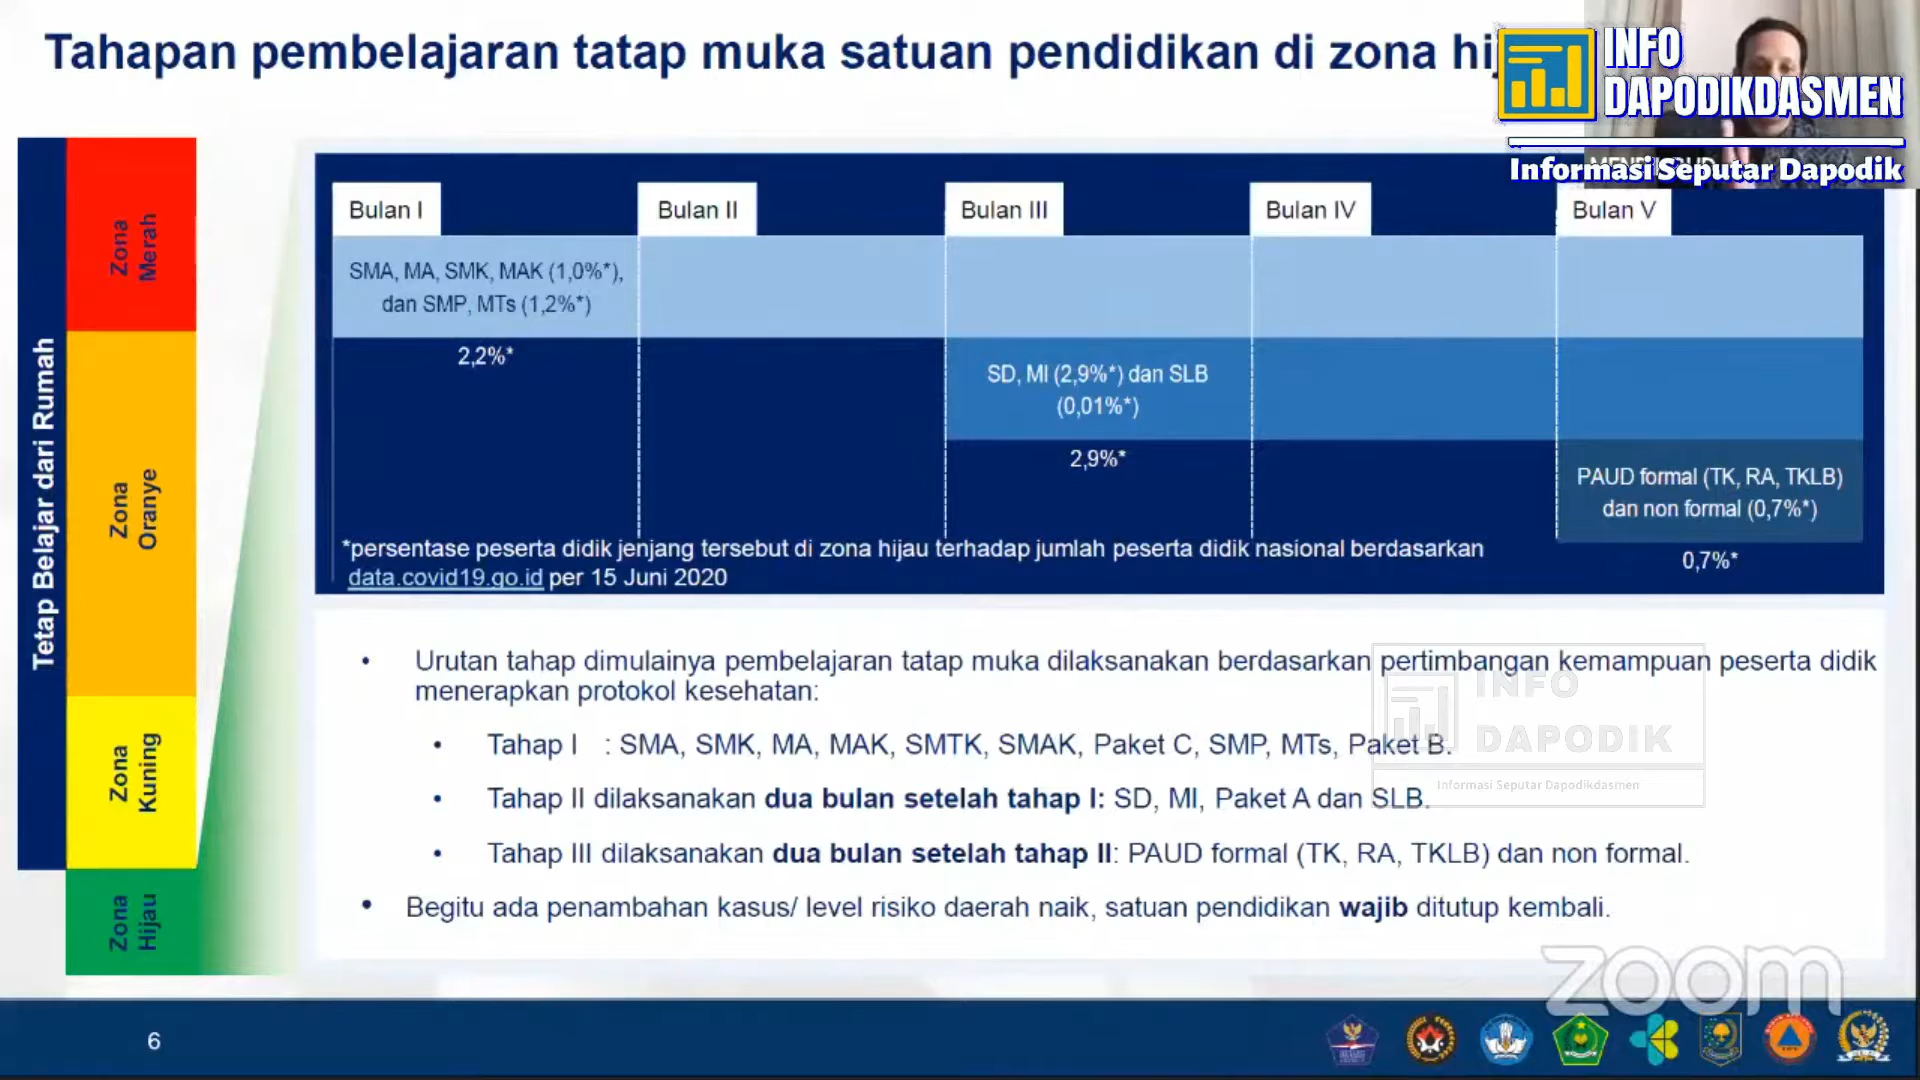 Tahapan pembelajaran tatap muka satuan pendidikan di zona
INFO
DAPODIKDASMEN
Informasi Seputar Dapodik
Tetap Belajar dari Rumah
Zona
Merah
Zona
Oranye
Zona
Kuning
Zona
Hijau
Bulan I
Bulan II
Bulan III
Bulan IV
Bulan V
SMA, MA, SMK, MAK (1,0%*),
dan SMP, MTs (1,2%*)
2,2%*
SD, MI (2,9%*) dan SLB
(0,01%*)
2,9%*
PAUD formal (TK, RA, TKLB)
dan non formal (0,7%*)
0,7%*
*persentase peserta didik jenjang tersebut di zona hijau terhadap jumlah peserta didik nasional berdasarkan
data.covid19.go.id per 15 Juni 2020
• Urutan tahap dimulainya pembelajaran tatap muka dilaksanakan berdasarkan pertimbangan kemampuan peserta didik
menerapkan protokol kesehatan:
• Tahap I : SMA, SMK, MA, MAK, SMTK, SMAK, Paket C, SMP, MTs, Paket B.
• Tahap II dilaksanakan dua bulan setelah tahap I: SD, MI, Paket A dan SLB.
• Tahap III dilaksanakan dua bulan setelah tahap II: PAUD formal (TK, RA, TKLB) dan non formal.
• Begitu ada penambahan kasus/ level risiko daerah naik, satuan pendidikan wajib ditutup kembali.
INFO
DAPODIK
Informasi Seputar Dapodikdasmen
zoom
6